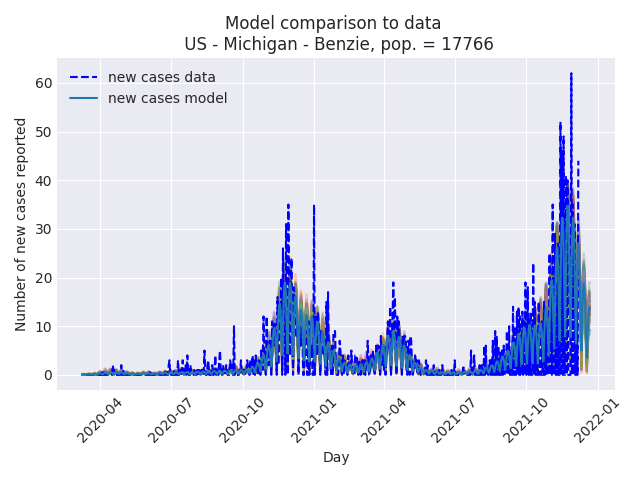 Model comparison to data
US - Michigan - Benzie, pop. = 17766
new cases data
new cases model
Number of new cases reported
60
50
40
30
20
10
0
2020-04
2020-07
2020-10
2021-01
2021-04
2021-07
2021-10
2022-01
Day